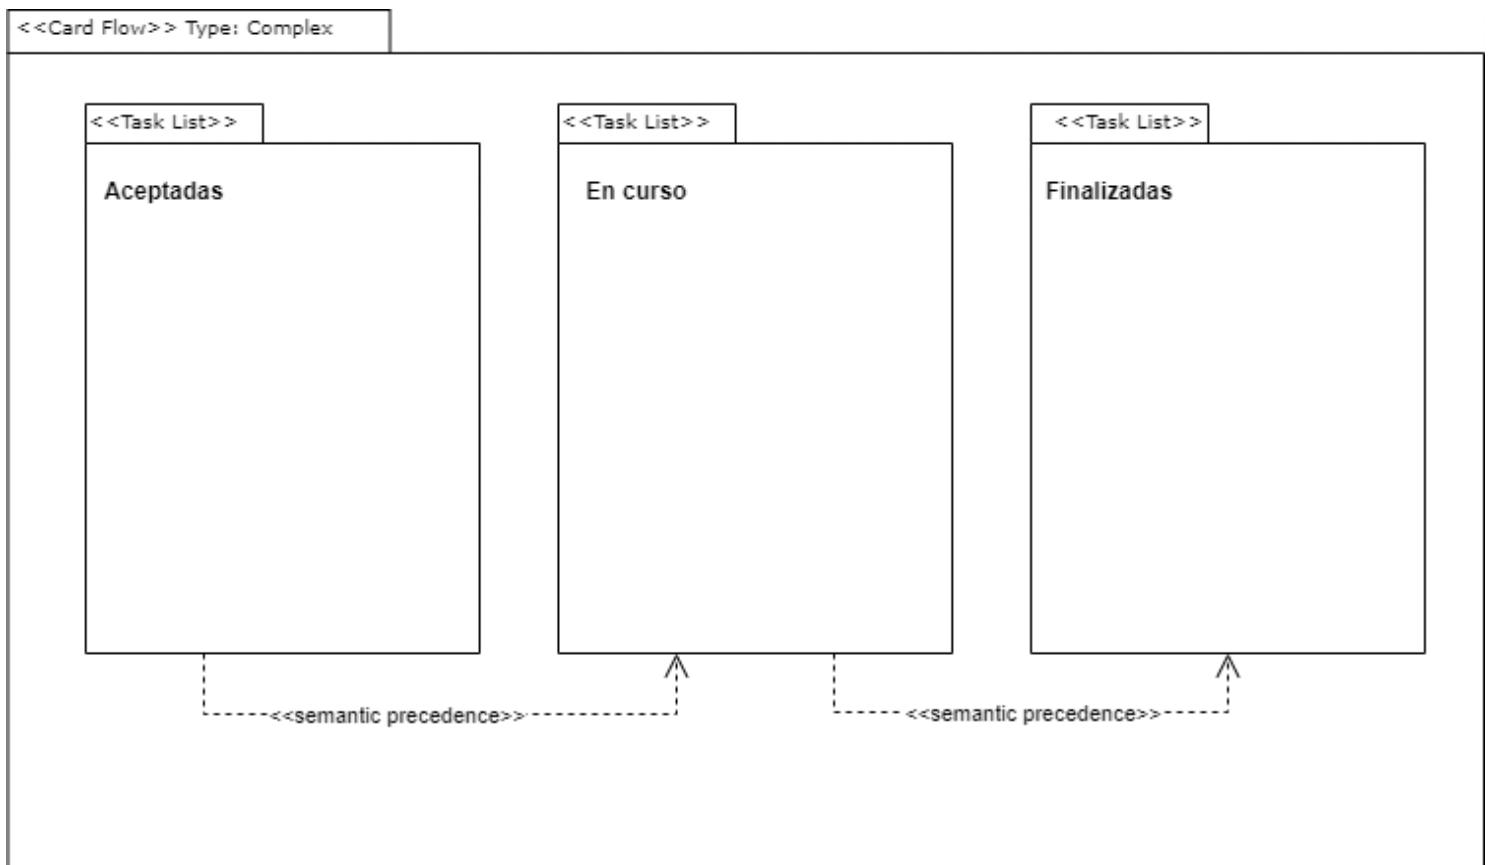 <<Card Flow>> Type: Complex
<<Task List>>
<<Task List>>
<<Task List>>
Aceptadas
En curso
Finalizadas
<<semantic precedence>>
<<semantic precedence>>